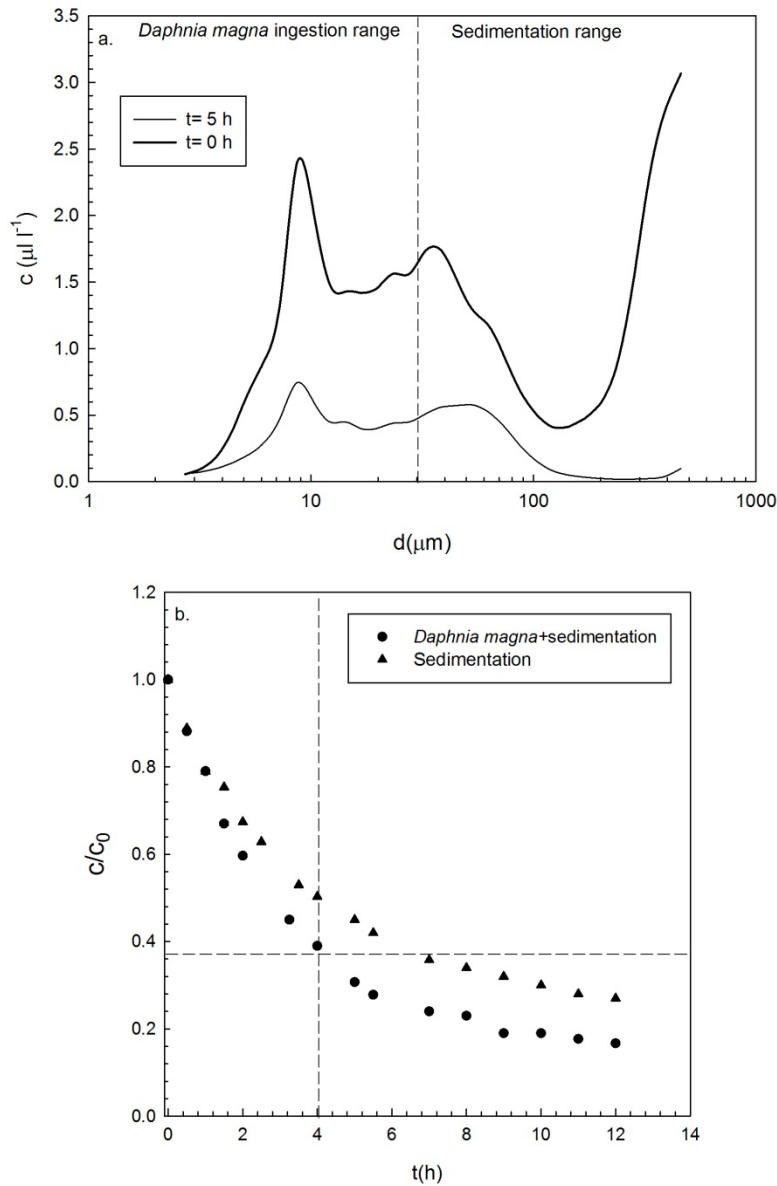 a.
Daphnia magna ingestion range
Sedimentation range
t= 5 h
t= 0 h
c (μl l⁻¹)
3.5
3.0
2.5
2.0
1.5
1.0
0.5
0.0
1 10 100 1000
d(μm)
b.
Daphnia magna+sedimentation
Sedimentation
c/c₀
1.2
1.0
0.8
0.6
0.4
0.2
0.0
0 2 4 6 8 10 12 14
t(h)